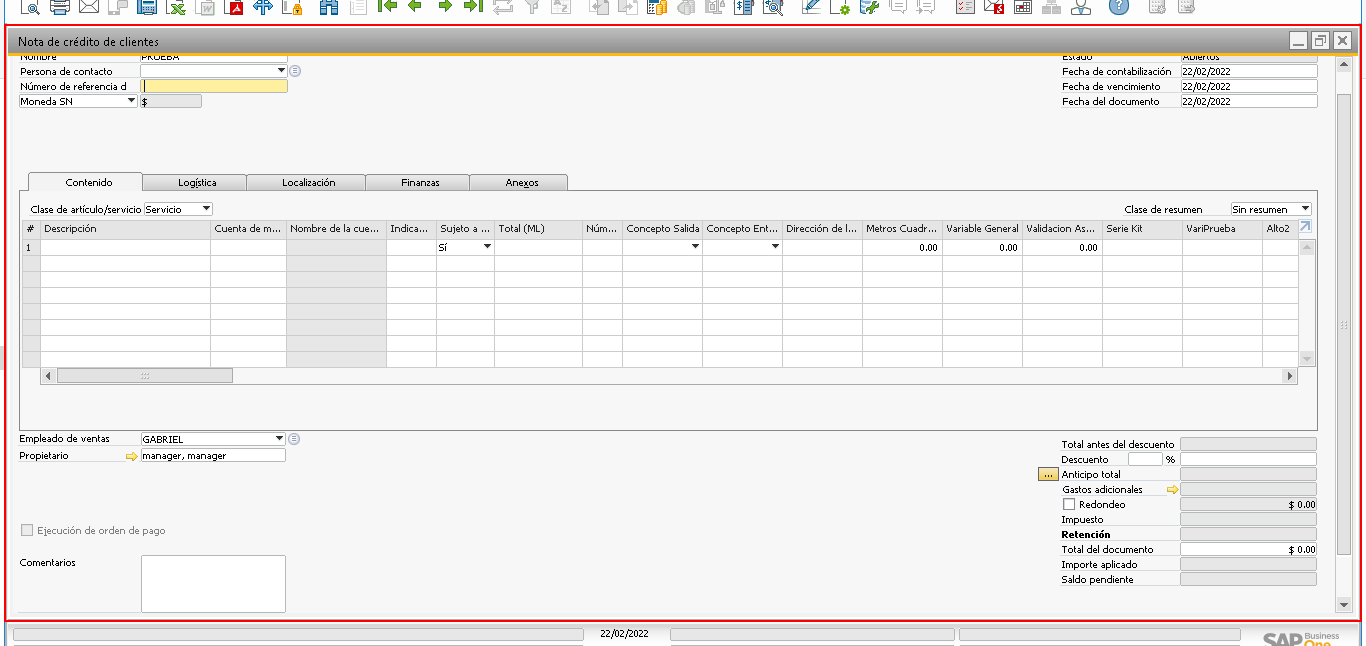 3
?
Nota de crédito de clientes
Nombre PRUEBA Estado Abiertos
Persona de contacto Fecha de contabilización 22/02/2022
Número de referencia d Fecha de vencimiento 22/02/2022
Moneda SN $ Fecha del documento 22/02/2022
Contenido Logística Localización Finanzas Anexos
Clase de artículo/servicio Servicio Clase de resumen Sin resumen
# Descripción Cuenta de m... Nombre de la cue... Indica... Sujeto a ... Total (ML) Núm... Concepto Salida Concepto Ent... Dirección de l... Metros Cuadr... Variable General Validacion As... Serie Kit VariPrueba Alto2
1 Sí 0.00 0.00 0.00
Empleado de ventas GABRIEL
Propietario manager, manager
Total antes del descuento
Descuento %
... Anticipo total
Gastos adicionales
Redondeo $ 0.00
Impuesto
Ejecución de orden de pago
Retención
Total del documento $ 0.00
Comentarios
Importe aplicado
Saldo pendiente
22/02/2022
SAP Business One